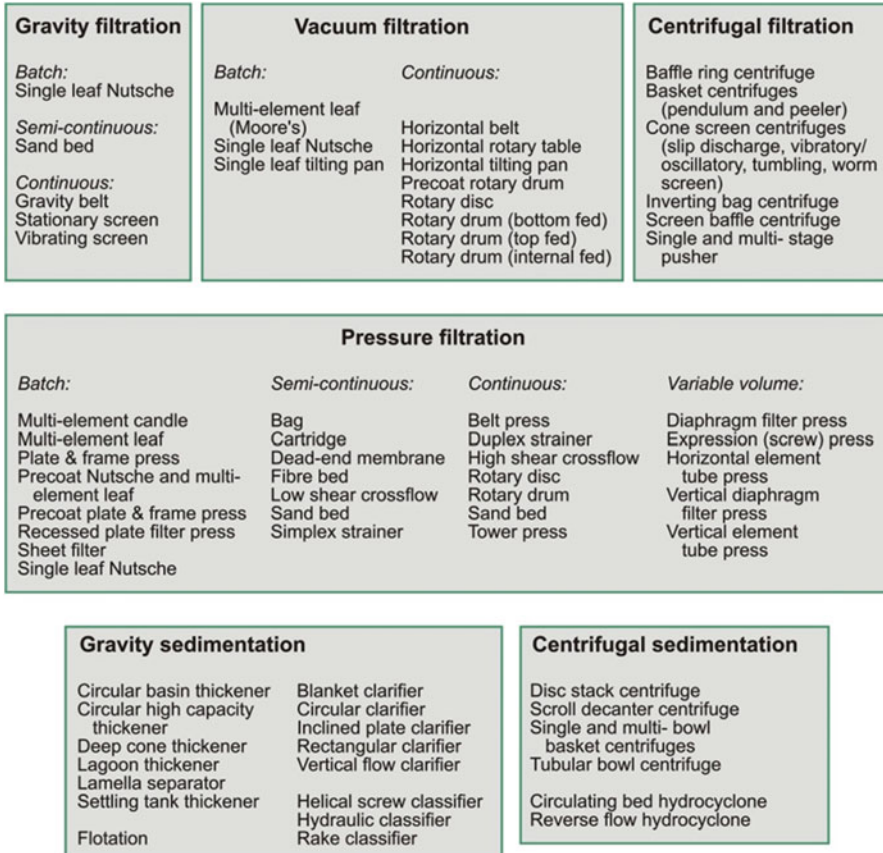 Gravity filtration
Batch:
Single leaf Nutsche
Semi-continuous:
Sand bed
Continuous:
Gravity belt
Stationary screen
Vibrating screen
Vacuum filtration
Batch:
Multi-element leaf
(Moore's)
Single leaf Nutsche
Single leaf tilting pan
Continuous:
Horizontal belt
Horizontal rotary table
Horizontal tilting pan
Precoat rotary drum
Rotary disc
Rotary drum (bottom fed)
Rotary drum (top fed)
Rotary drum (internal fed)
Centrifugal filtration
Baffle ring centrifuge
Basket centrifuges
(pendulum and peeler)
Cone screen centrifuges
(slip discharge, vibratory/
oscillatory, tumbling, worm
screen)
Inverting bag centrifuge
Screen baffle centrifuge
Single and multi- stage
pusher
Pressure filtration
Batch:
Multi-element candle
Multi-element leaf
Plate & frame press
Precoat Nutsche and multi-
element leaf
Precoat plate & frame press
Recessed plate filter press
Sheet filter
Single leaf Nutsche
Semi-continuous:
Bag
Cartridge
Dead-end membrane
Fibre bed
Low shear crossflow
Sand bed
Simplex strainer
Continuous:
Belt press
Duplex strainer
High shear crossflow
Rotary disc
Rotary drum
Sand bed
Tower press
Variable volume:
Diaphragm filter press
Expression (screw) press
Horizontal element
tube press
Vertical diaphragm
filter press
Vertical element
tube press
Gravity sedimentation
Circular basin thickener
Circular high capacity
thickener
Deep cone thickener
Lagoon thickener
Lamella separator
Settling tank thickener
Flotation
Blanket clarifier
Circular clarifier
Inclined plate clarifier
Rectangular clarifier
Vertical flow clarifier
Helical screw classifier
Hydraulic classifier
Rake classifier
Centrifugal sedimentation
Disc stack centrifuge
Scroll decanter centrifuge
Single and multi- bowl
basket centrifuges
Tubular bowl centrifuge
Circulating bed hydrocyclone
Reverse flow hydrocyclone